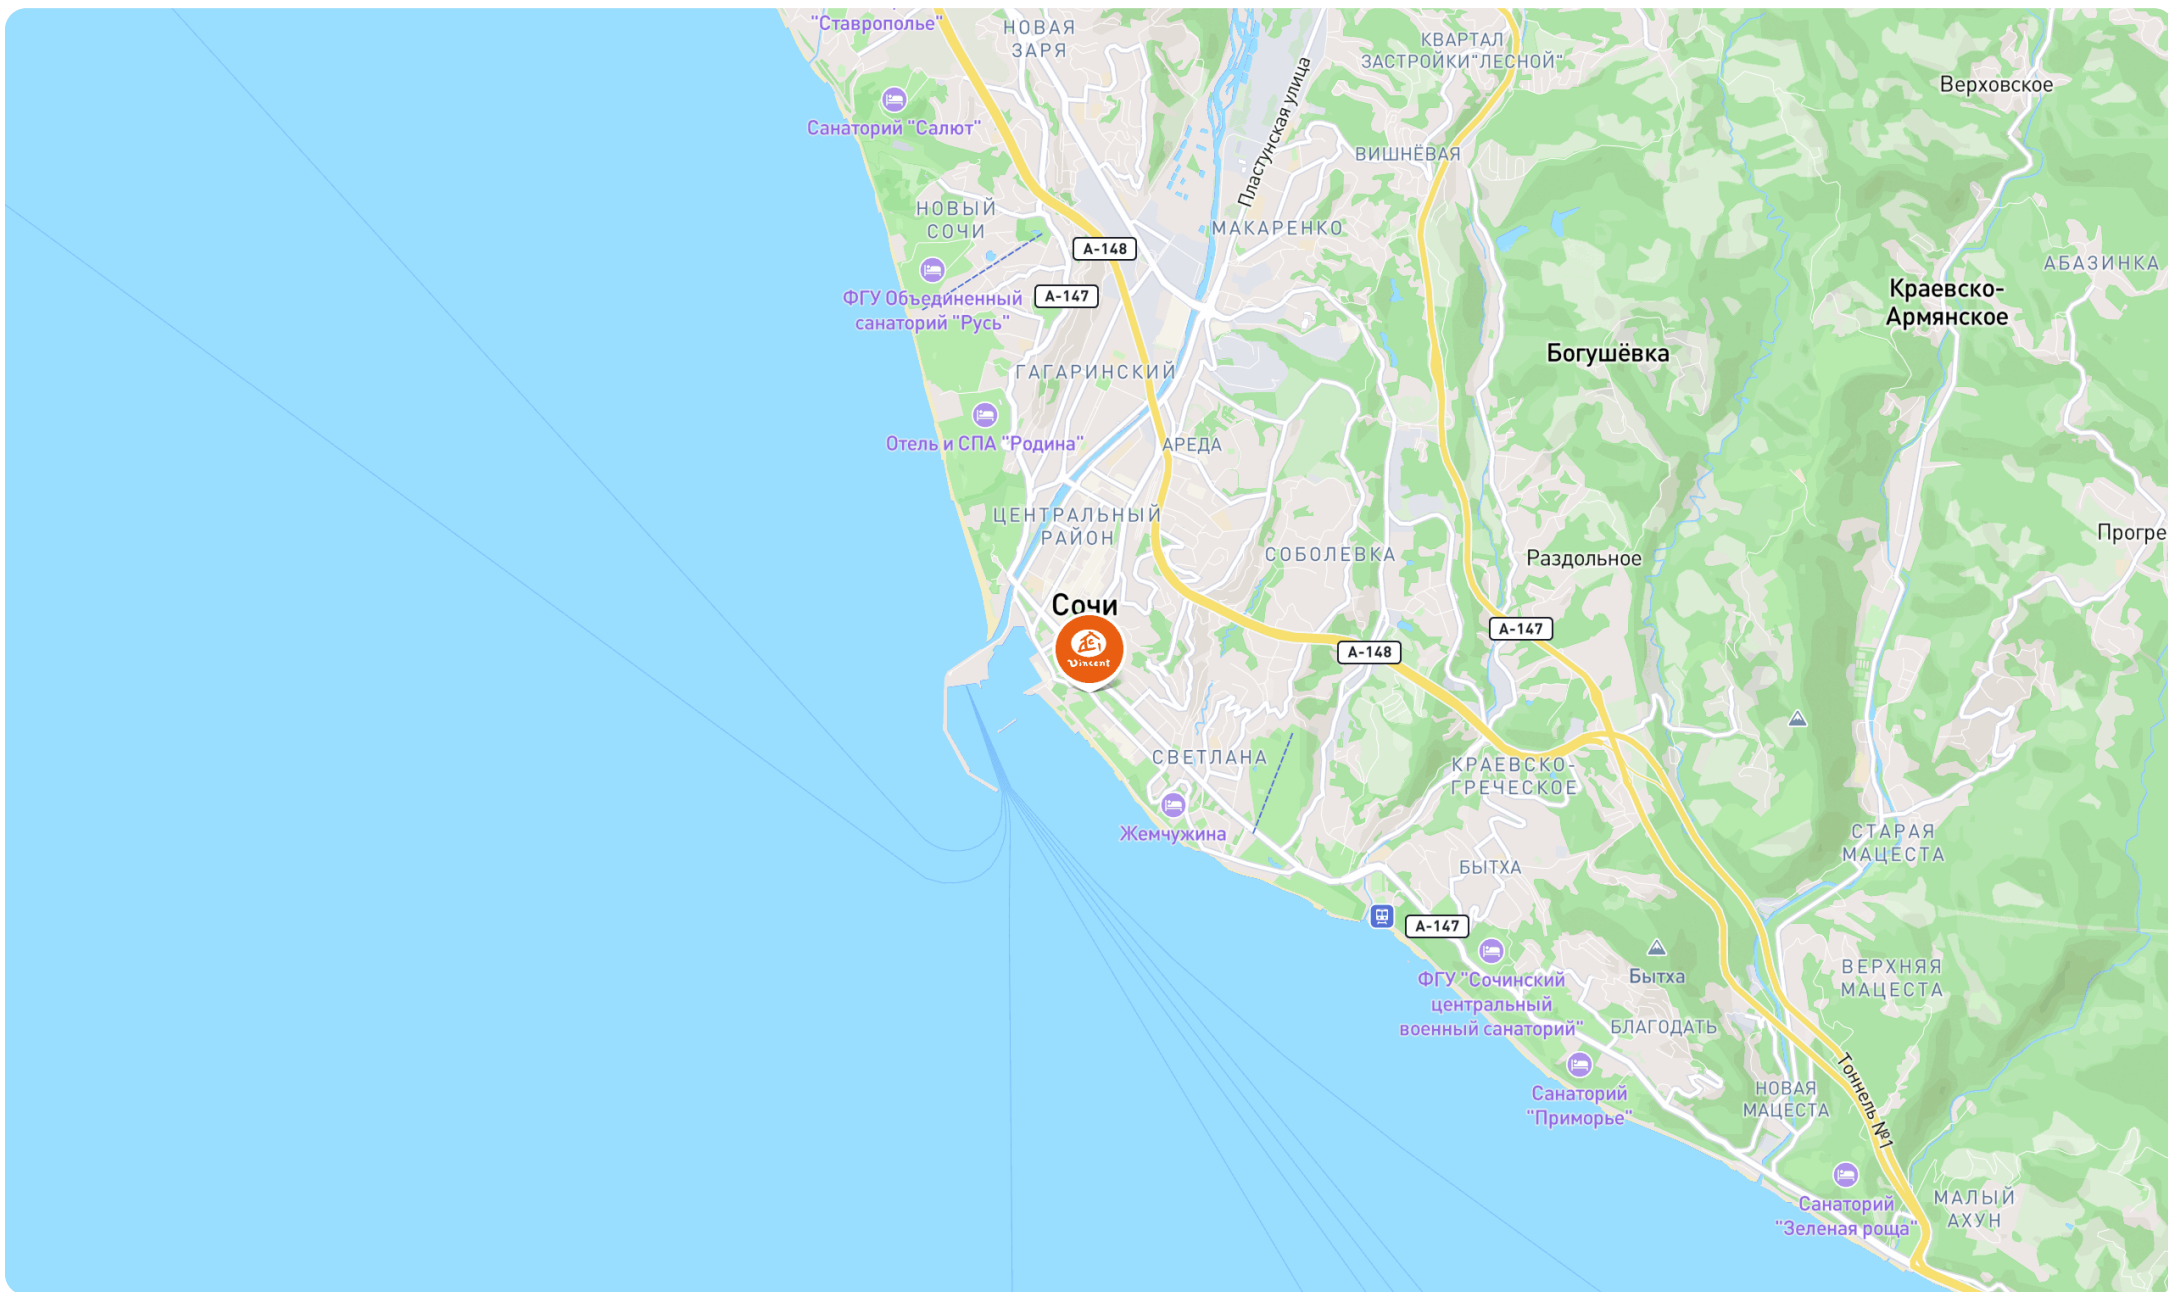 "Ставрополье"
НОВАЯ
ЗАРЯ
КВАРТАЛ
ЗАСТРОЙКИ"ЛЕСНОЙ"
Верховское
Санаторий "Салют"
Пластунская улица
ВИШНЁВАЯ
НОВЫЙ
СОЧИ
МАКАРЕНКО
А-148
АБАЗИНКА
ФГУ Объединенный
санаторий "Русь"
А-147
Краевско-
Армянское
Богушёвка
ГАГАРИНСКИЙ
Отель и СПА "Родина"
АРЕДА
ЦЕНТРАЛЬНЫЙ
РАЙОН
Прогре
СОБОЛЕВКА
Раздольное
Сочи
Vincent
А-147
А-148
СВЕТЛАНА
КРАЕВСКО-
ГРЕЧЕСКОЕ
Жемчужина
СТАРАЯ
МАЦЕСТА
БЫТХА
А-147
ФГУ "Сочинский
центральный
военный санаторий"
Бытха
ВЕРХНЯЯ
МАЦЕСТА
БЛАГОДАТЬ
Санаторий
"Приморье"
НОВАЯ
МАЦЕСТА
Тоннель №1
Санаторий
"Зеленая роща"
МАЛЫЙ
АХУН